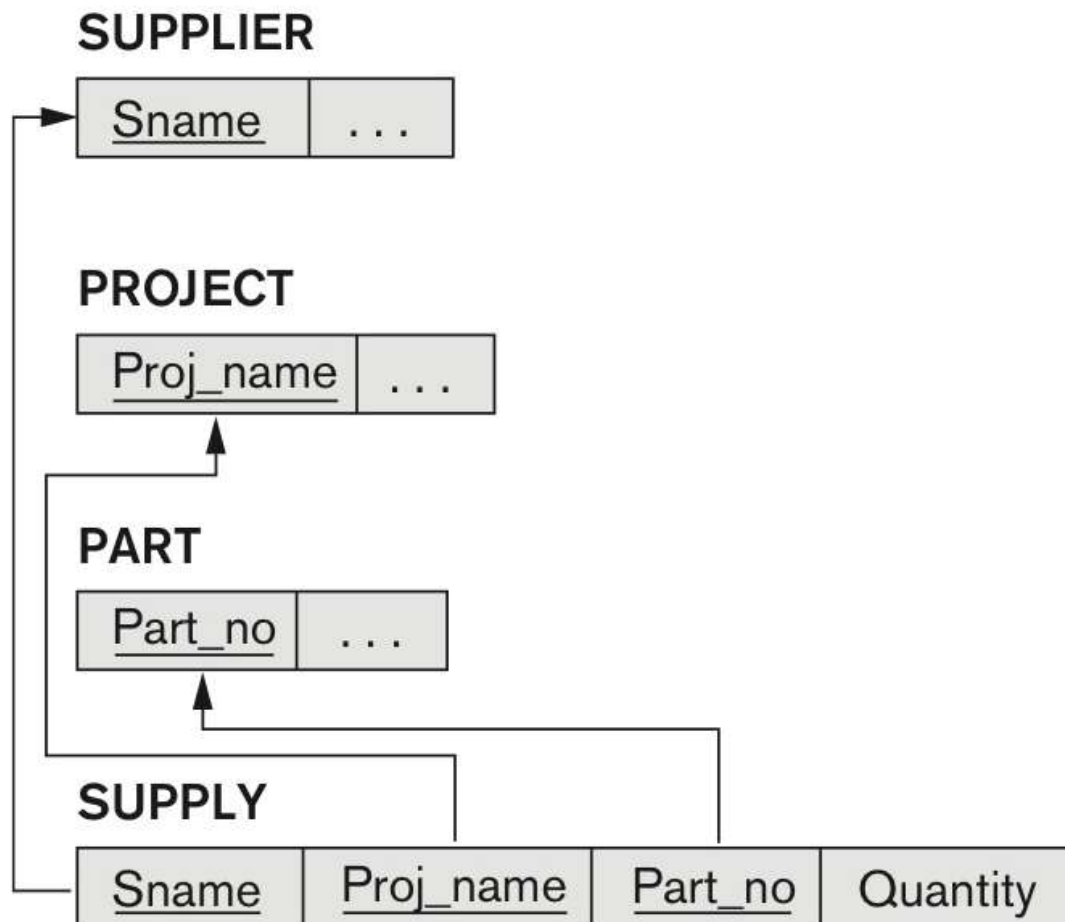 SUPPLIER
Sname ...
PROJECT
Proj_name ...
PART
Part_no ...
SUPPLY
Sname Proj_name Part_no Quantity